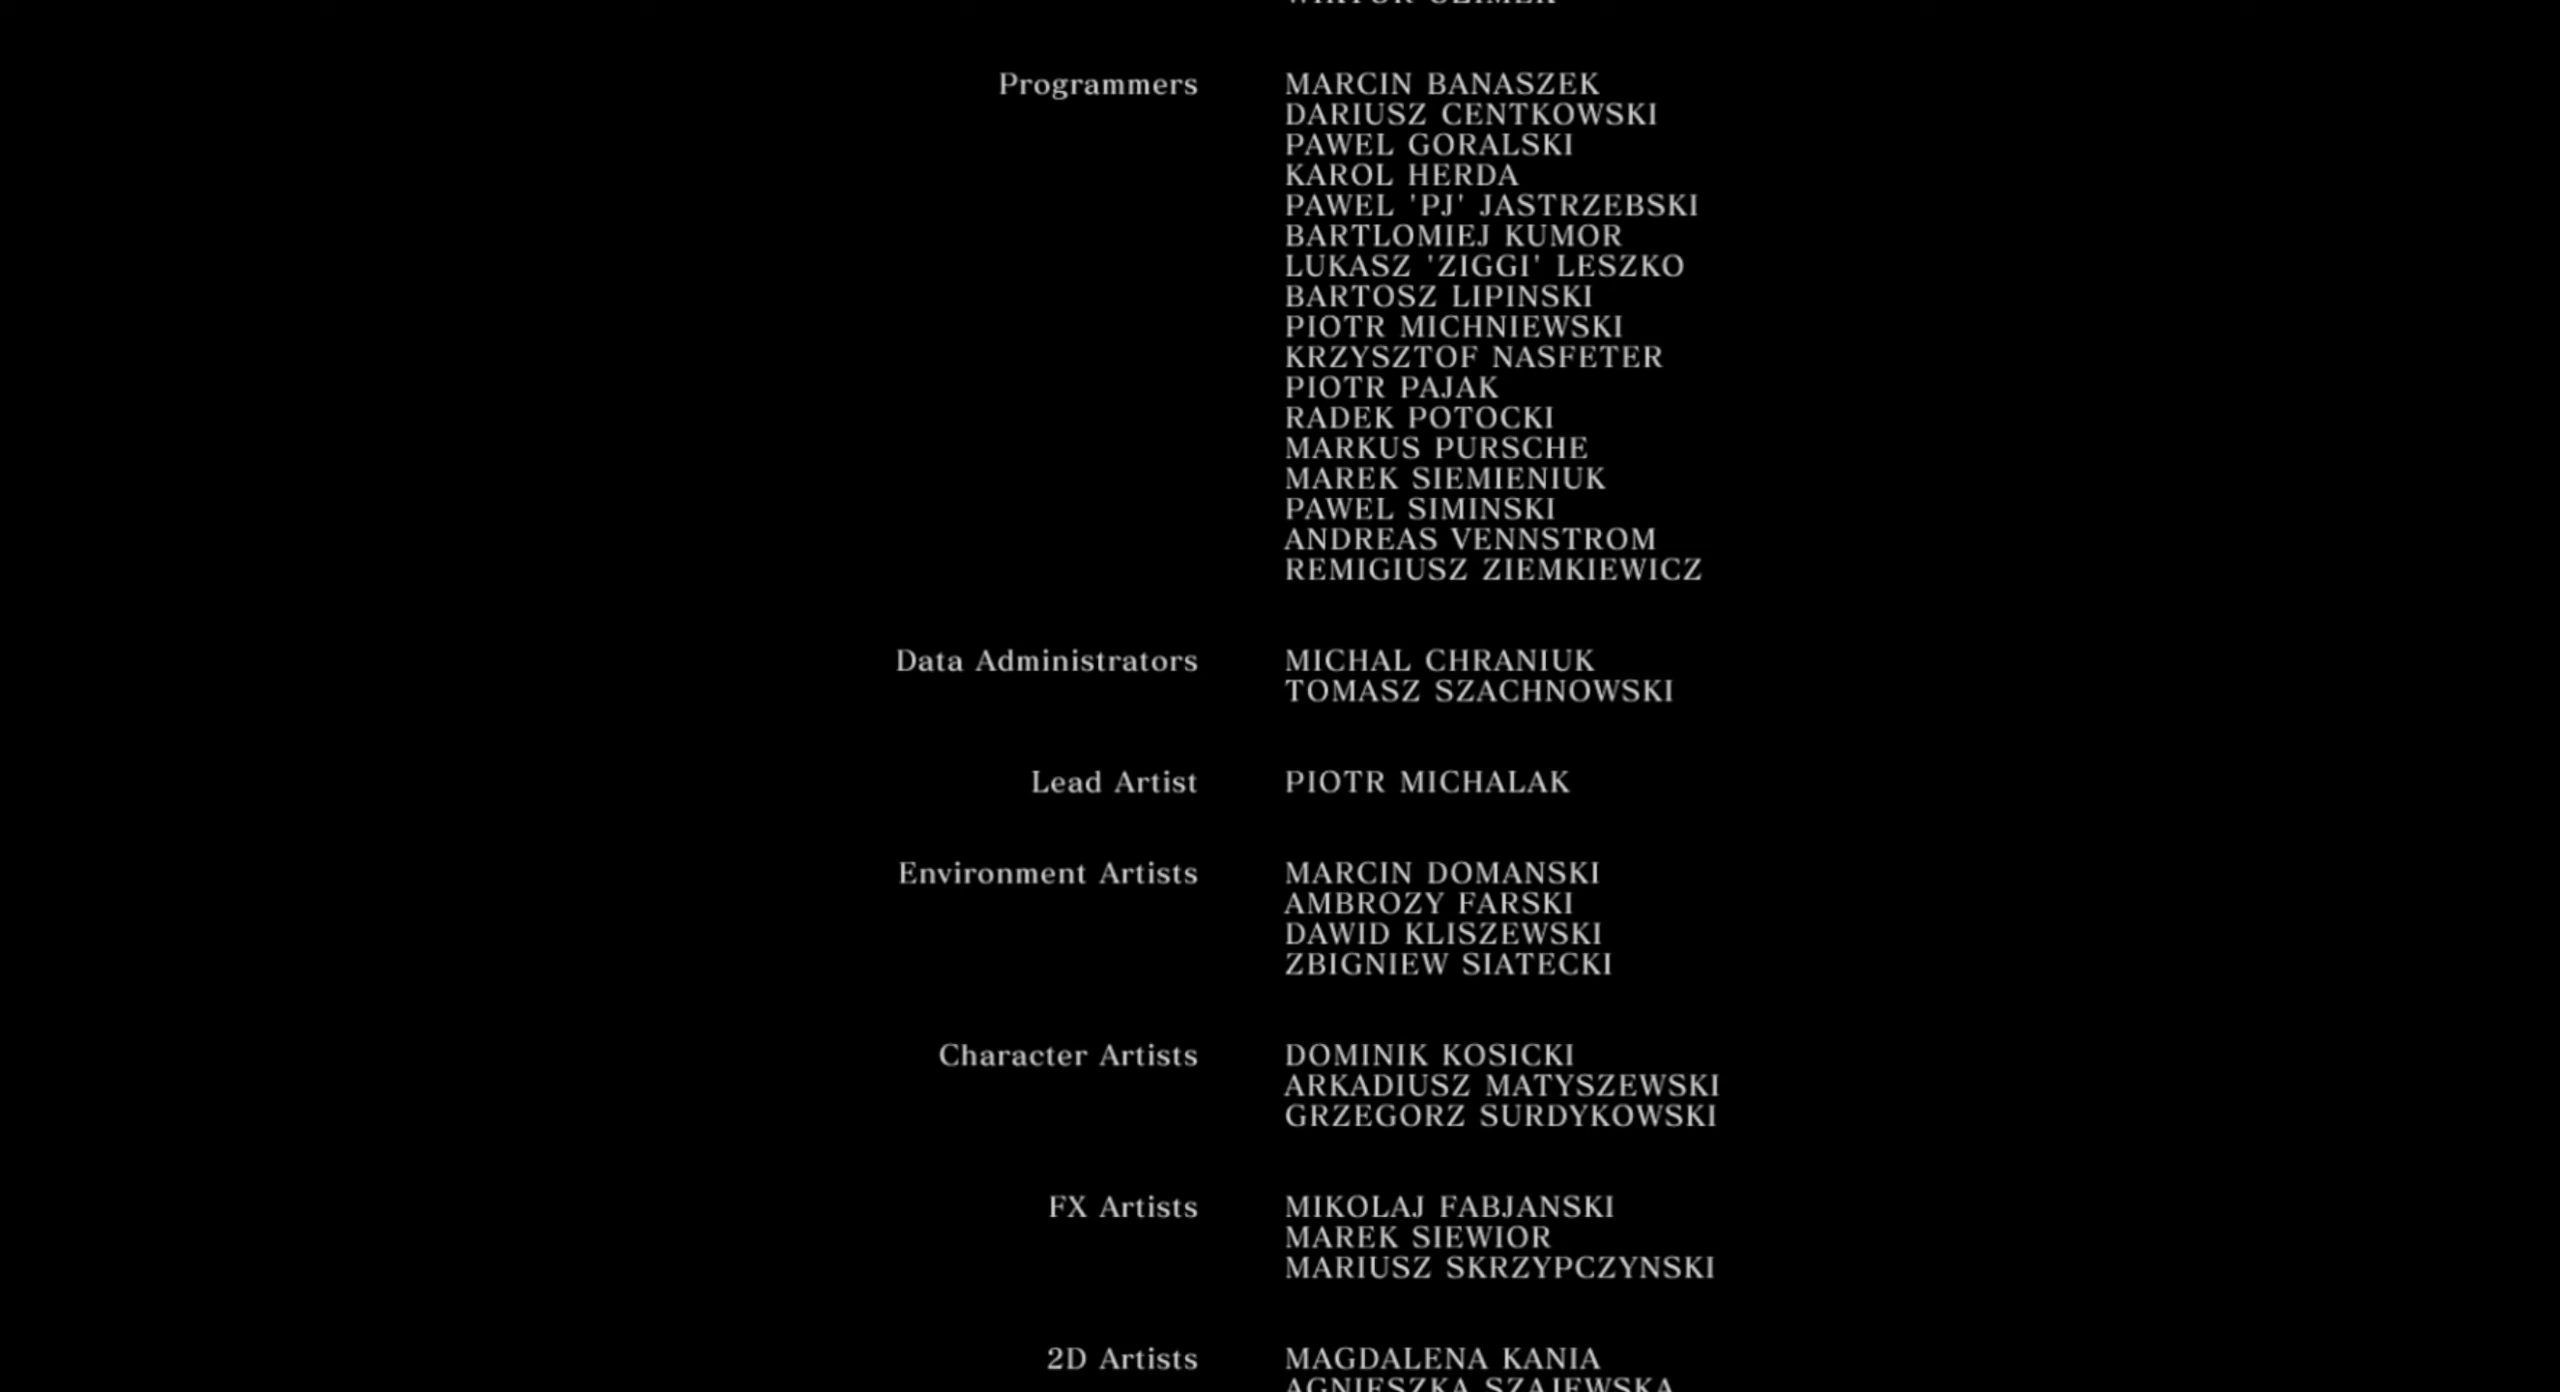 Programmers MARCIN BANASZEK
DARIUSZ CENTKOWSKI
PAWEL GORALSKI
KAROL HERDA
PAWEL 'PJ' JASTRZEBSKI
BARTLOMIEJ KUMOR
LUKASZ 'ZIGGI' LESZKO
BARTOSZ LIPINSKI
PIOTR MICHNIEWSKI
KRZYSZTOF NASFETER
PIOTR PAJAK
RADEK POTOCKI
MARKUS PURSCHE
MAREK SIEMIENIUK
PAWEL SIMINSKI
ANDREAS VENNSTROM
REMIGIUSZ ZIEMKIEWICZ
Data Administrators MICHAL CHRANIUK
TOMASZ SZACHNOWSKI
Lead Artist PIOTR MICHALAK
Environment Artists MARCIN DOMANSKI
AMBROZY FARSKI
DAWID KLISZEWSKI
ZBIGNIEW SIATECKI
Character Artists DOMINIK KOSICKI
ARKADIUSZ MATYSZEWSKI
GRZEGORZ SURDYKOWSKI
FX Artists MIKOLAJ FABJANSKI
MAREK SIEWIOR
MARIUSZ SKRZYPCZYNSKI
2D Artists MAGDALENA KANIA
AGNIESZKA SZAJEWSKA